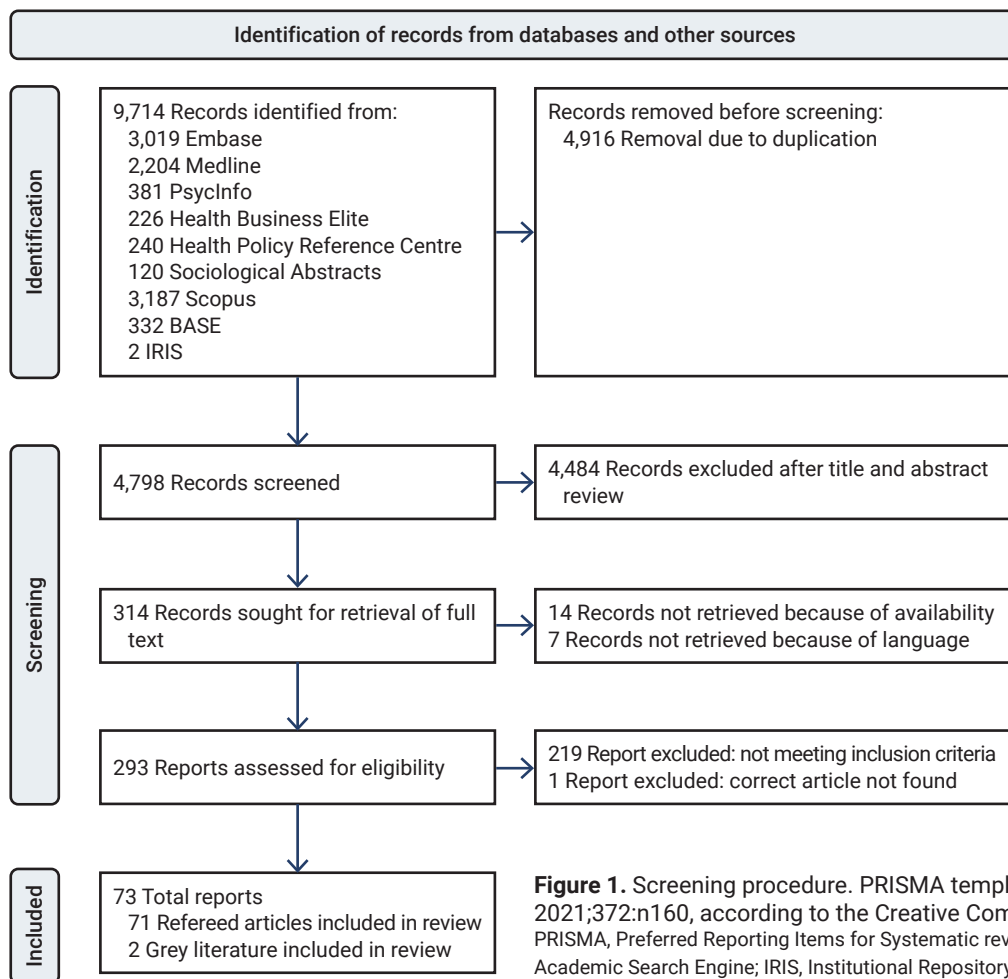 Identification of records from databases and other sources
Identification
9,714 Records identified from:
3,019 Embase
2,204 Medline
381 PsycInfo
226 Health Business Elite
240 Health Policy Reference Centre
120 Sociological Abstracts
3,187 Scopus
332 BASE
2 IRIS
Records removed before screening:
4,916 Removal due to duplication
Screening
4,798 Records screened
4,484 Records excluded after title and abstract
review
314 Records sought for retrieval of full
text
14 Records not retrieved because of availability
7 Records not retrieved because of language
293 Reports assessed for eligibility
219 Report excluded: not meeting inclusion criteria
1 Report excluded: correct article not found
Included
73 Total reports
71 Refereed articles included in review
2 Grey literature included in review
Figure 1. Screening procedure. PRISMA templ
2021;372:n160, according to the Creative Com
PRISMA, Preferred Reporting Items for Systematic rev
Academic Search Engine; IRIS, Institutional Repository